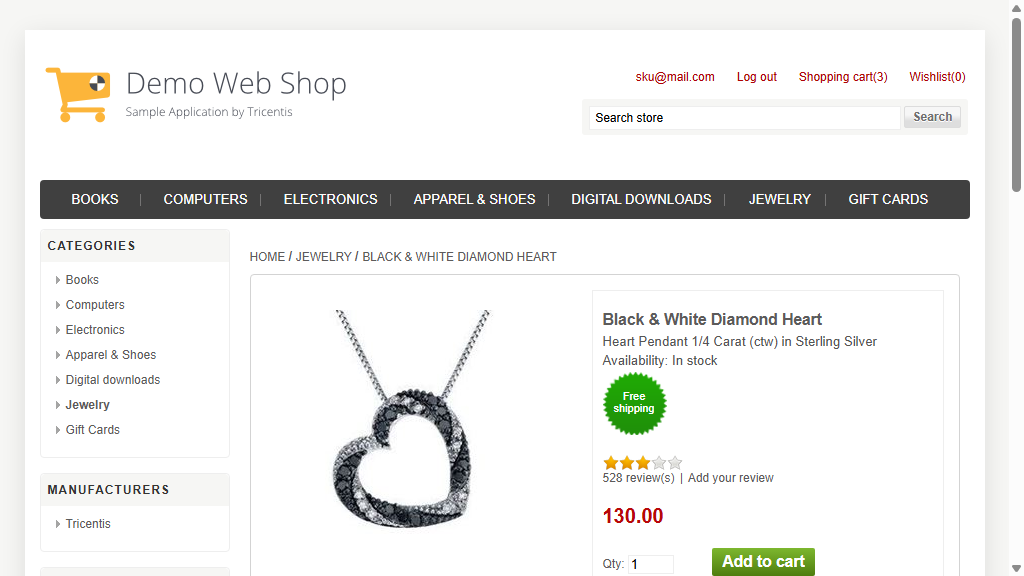 Demo Web Shop
Sample Application by Tricentis
sku@mail.com Log out Shopping cart(3) Wishlist(0)
Search store Search
BOOKS COMPUTERS ELECTRONICS APPAREL & SHOES DIGITAL DOWNLOADS JEWELRY GIFT CARDS
CATEGORIES
Books
Computers
Electronics
Apparel & Shoes
Digital downloads
Jewelry
Gift Cards
MANUFACTURERS
Tricentis
HOME / JEWELRY / BLACK & WHITE DIAMOND HEART
Black & White Diamond Heart
Heart Pendant 1/4 Carat (ctw) in Sterling Silver
Availability: In stock
Free
shipping
528 review(s) | Add your review
130.00
Qty: 1 Add to cart